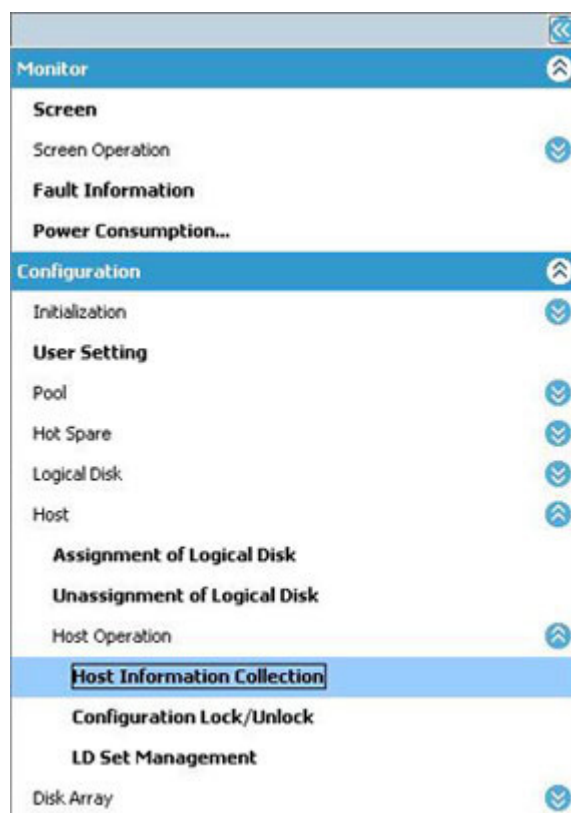 Monitor
Screen
Screen Operation
Fault Information
Power Consumption...
Configuration
Initialization
User Setting
Pool
Hot Spare
Logical Disk
Host
Assignment of Logical Disk
Unassignment of Logical Disk
Host Operation
Host Information Collection
Configuration Lock/Unlock
LD Set Management
Disk Array